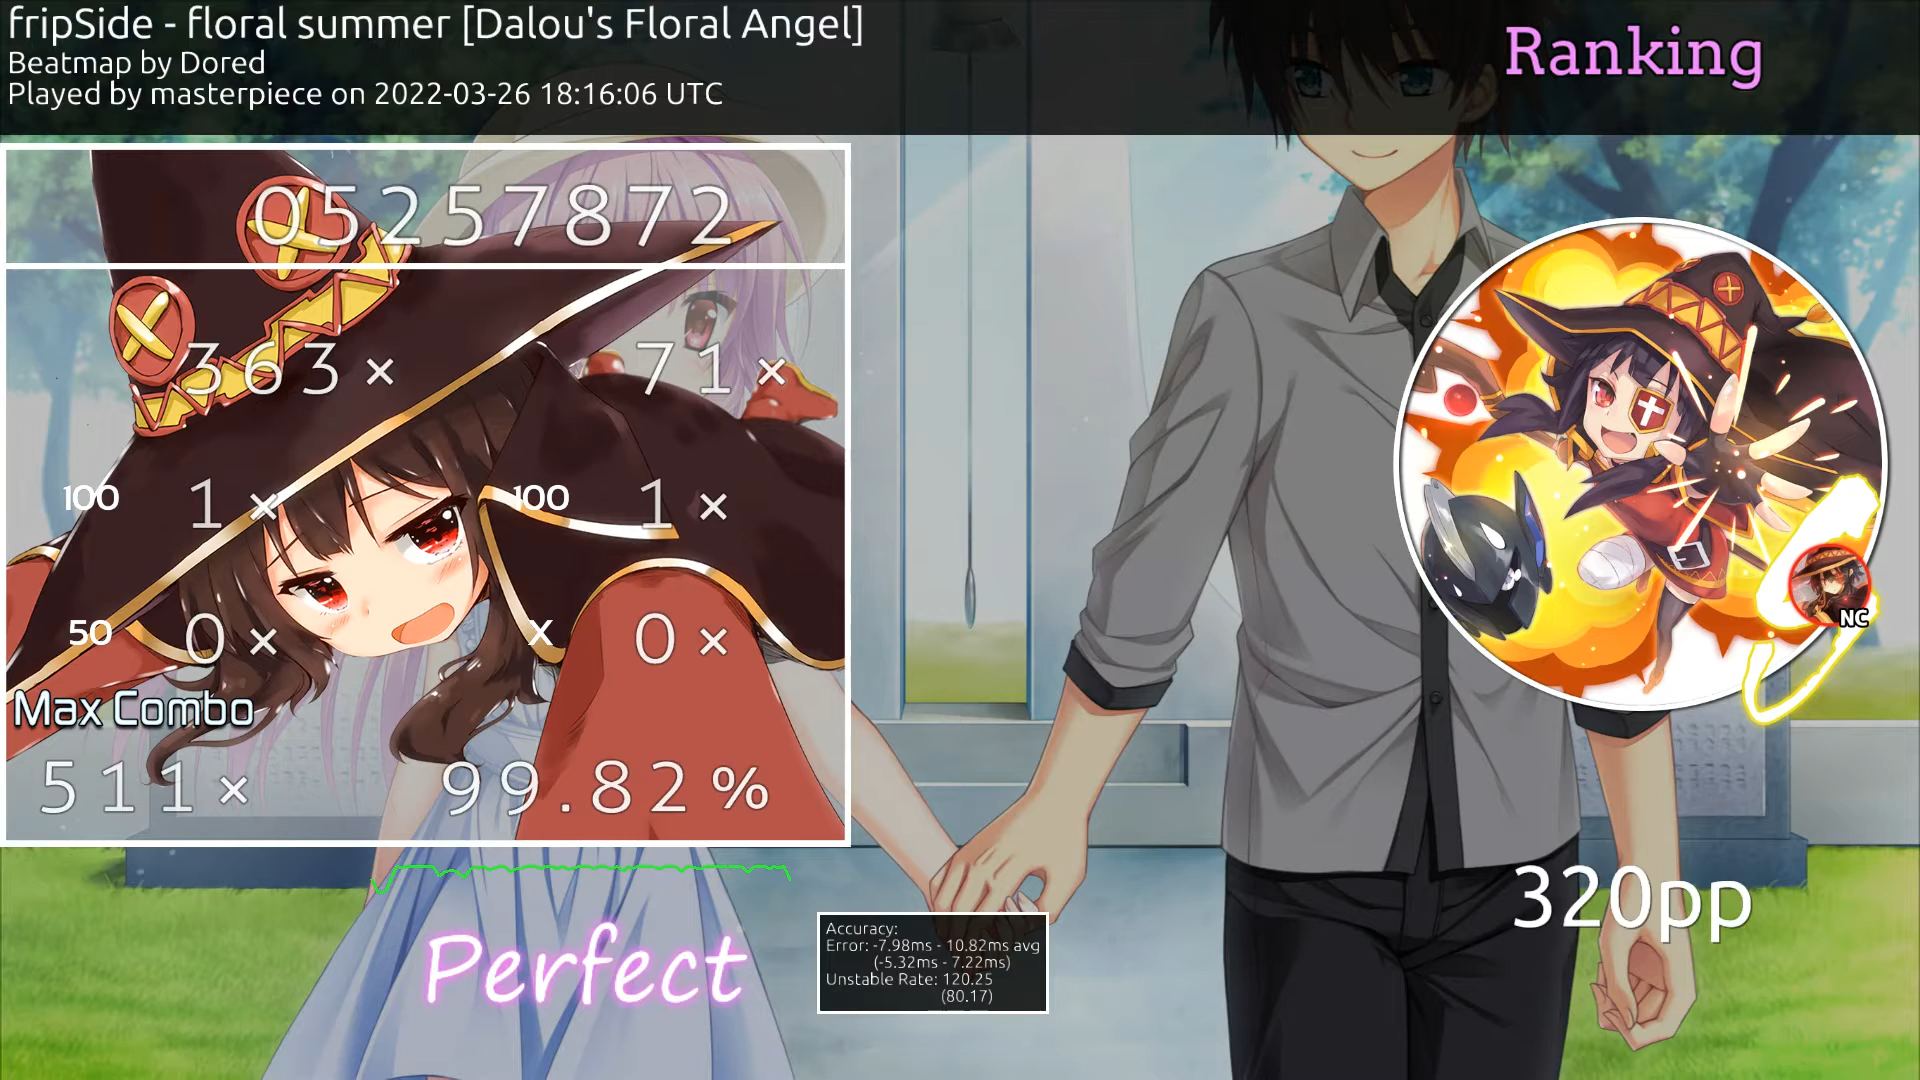 fripSide - floral summer [Dalou's Floral Angel]
Beatmap by Dored
Played by masterpiece on 2022-03-26 18:16:06 UTC
Ranking
05257872
363× 71×
100 1× 100 1×
50 0× X 0×
Max Combo
511× 99.82%
NC
320pp
Perfect
Accuracy:
Error: -7.98ms - 10.82ms avg
(-5.32ms - 7.22ms)
Unstable Rate: 120.25
(80.17)